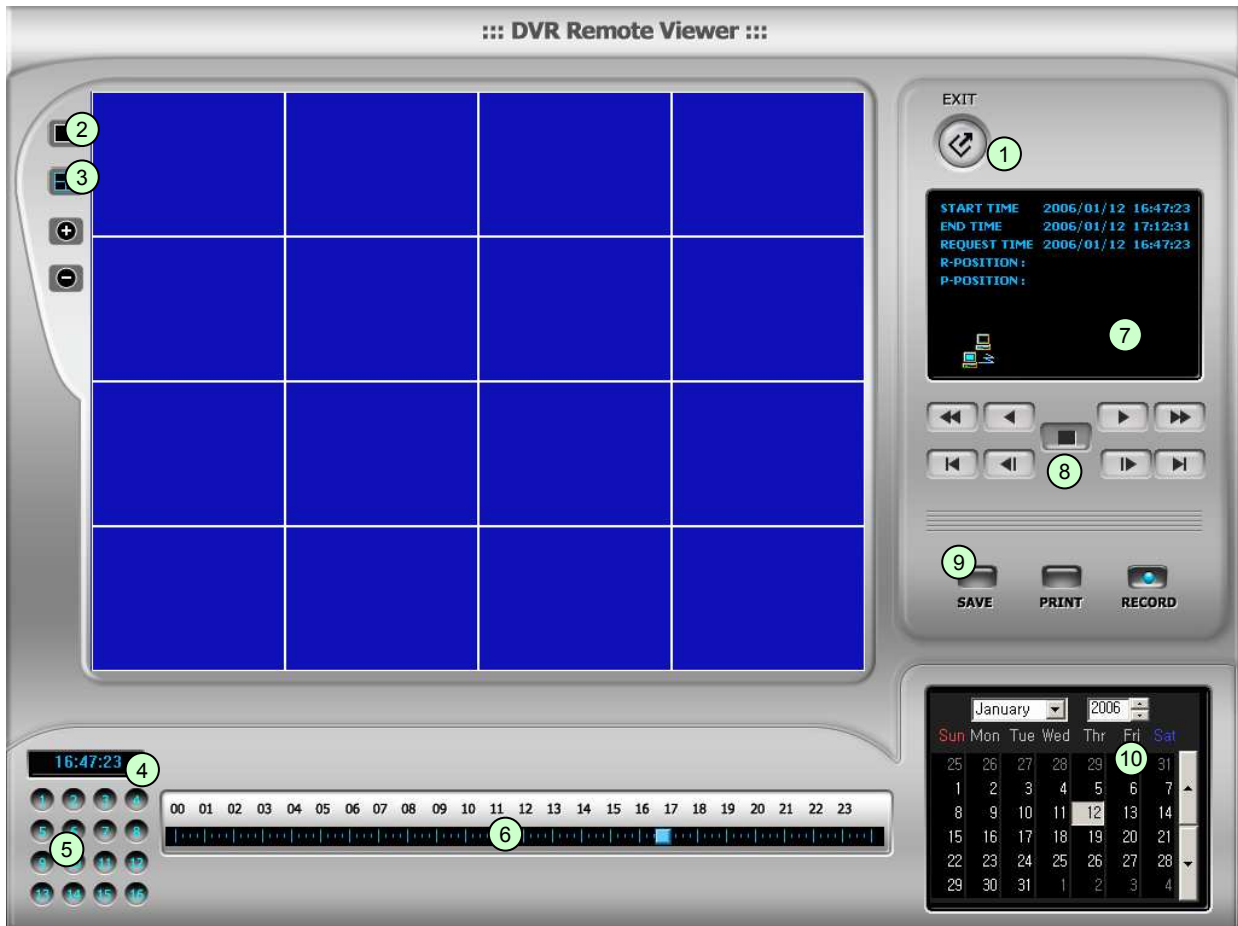 ::: DVR Remote Viewer :::
EXIT
1
2
3
START TIME 2006/01/12 16:47:23
END TIME 2006/01/12 17:12:31
REQUEST TIME 2006/01/12 16:47:23
R-POSITION :
P-POSITION :
7
8
9
SAVE PRINT RECORD
January 2006
Sun Mon Tue Wed Thr Fri Sat
10
25 26 27 28 29 31
1 2 3 4 5 6 7
8 9 10 11 12 13 14
15 16 17 18 19 20 21
22 23 24 25 26 27 28
29 30 31 1 2 3 4
16:47:23
4
1 2 3 4
5 6 7 8
5
9 11 12
13 14 15 16
00 01 02 03 04 05 06 07 08 09 10 11 12 13 14 15 16 17 18 19 20 21 22 23
6